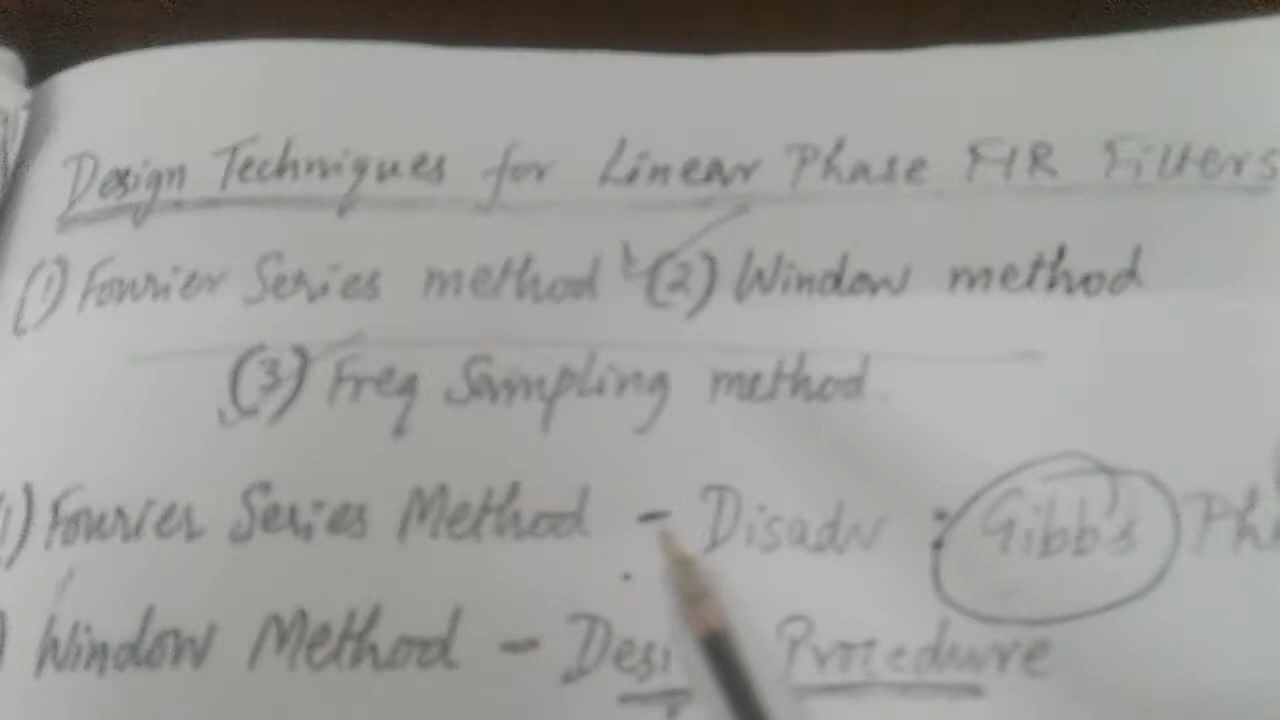 Design Techniques for Linear Phase FIR Filters
(1) Fourier Series method (2) Window method
(3) Freq Sampling method.
1) Fourier Series Method - Disadv : Gibb's
) Window Method - Procedure